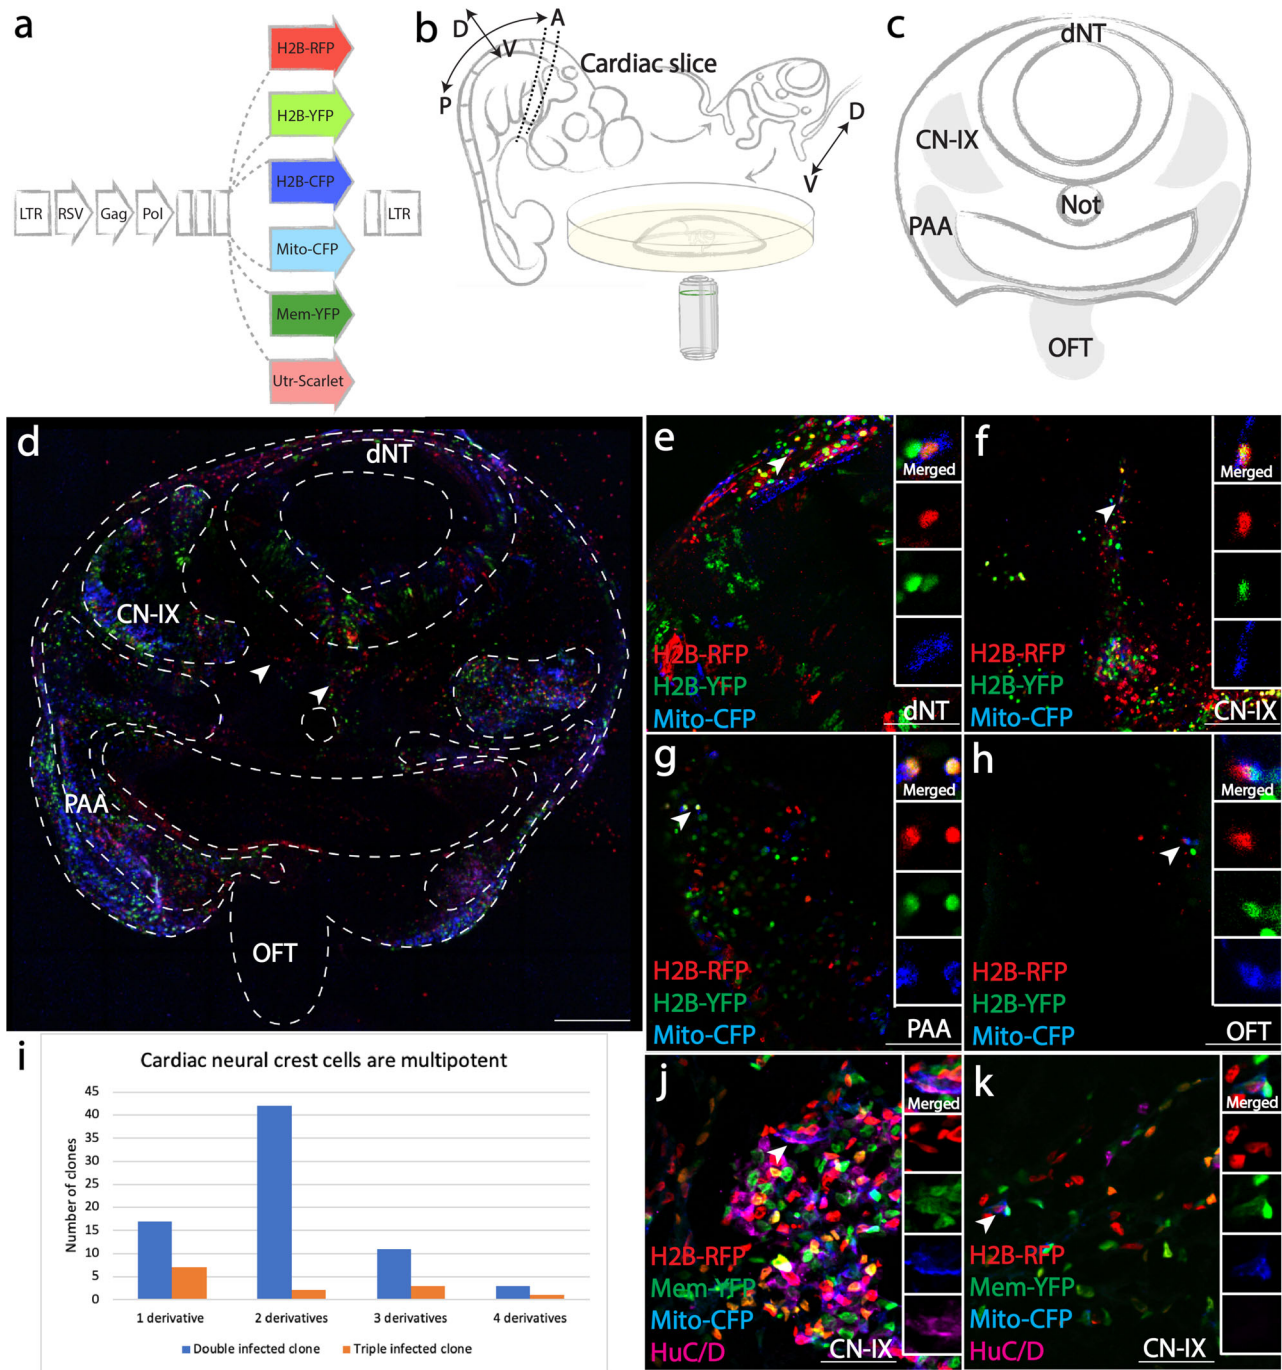 a
H2B-RFP
H2B-YFP
H2B-CFP
LTR RSV Gag Pol LTR
Mito-CFP
Mem-YFP
Utr-Scarlet
b
D A
V
P
Cardiac slice
D
V
c
dNT
CN-IX
Not
PAA
OFT
d
dNT
CN-IX
PAA
OFT
e
Merged
H2B-RFP
H2B-YFP
Mito-CFP
dNT
f
Merged
H2B-RFP
H2B-YFP
Mito-CFP
CN-IX
g
Merged
H2B-RFP
H2B-YFP
Mito-CFP
PAA
h
Merged
H2B-RFP
H2B-YFP
Mito-CFP
OFT
i
Cardiac neural crest cells are multipotent
Number of clones
45
40
35
30
25
20
15
10
5
0
1 derivative 2 derivatives 3 derivatives 4 derivatives
Double infected clone Triple infected clone
j
Merged
H2B-RFP
Mem-YFP
Mito-CFP
HuC/D
CN-IX
k
Merged
H2B-RFP
Mem-YFP
Mito-CFP
HuC/D
CN-IX